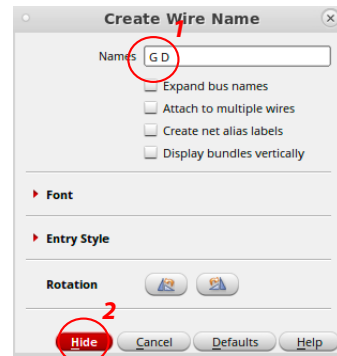 Create Wire Name
1
Names G D
Expand bus names
Attach to multiple wires
Create net alias labels
Display bundles vertically
Font
Entry Style
Rotation
2
Hide Cancel Defaults Help